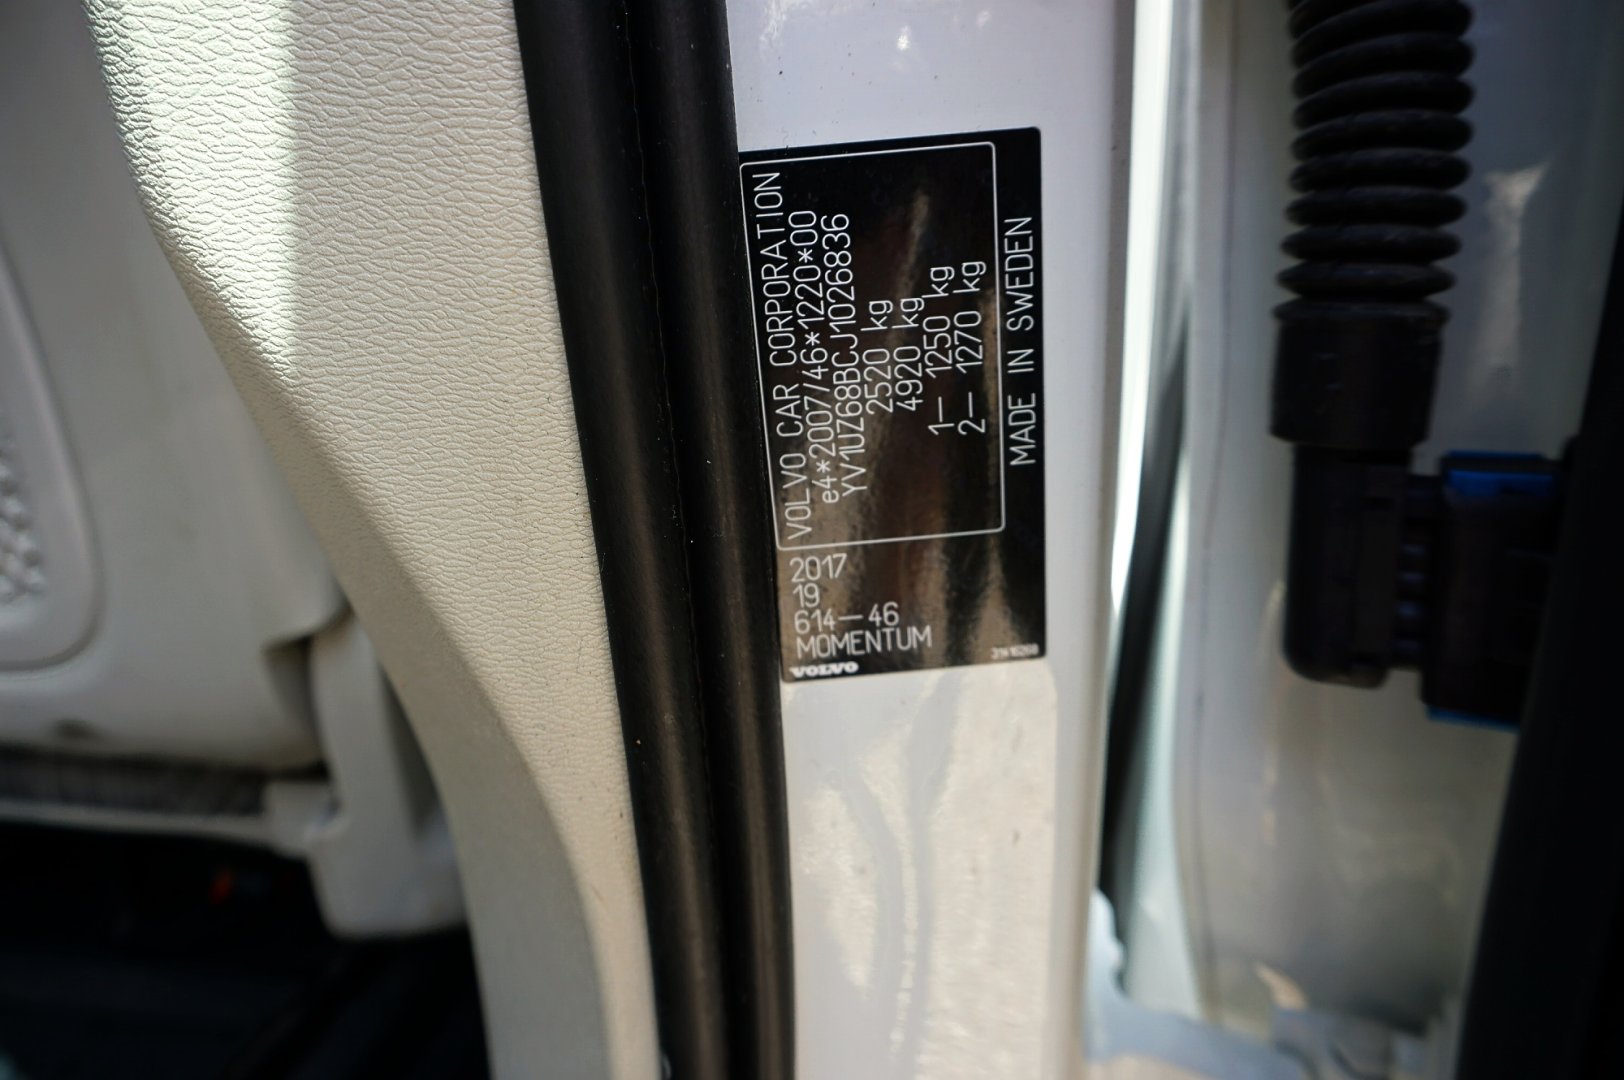 VOLVO CAR CORPORATION
e4*2007/46*1220*00
YV1UZ68BCJ1026836
2520 kg
4920 kg
1— 1250 kg
2— 1270 kg
MADE IN SWEDEN
2017
19
614—46
MOMENTUM
VOLVO